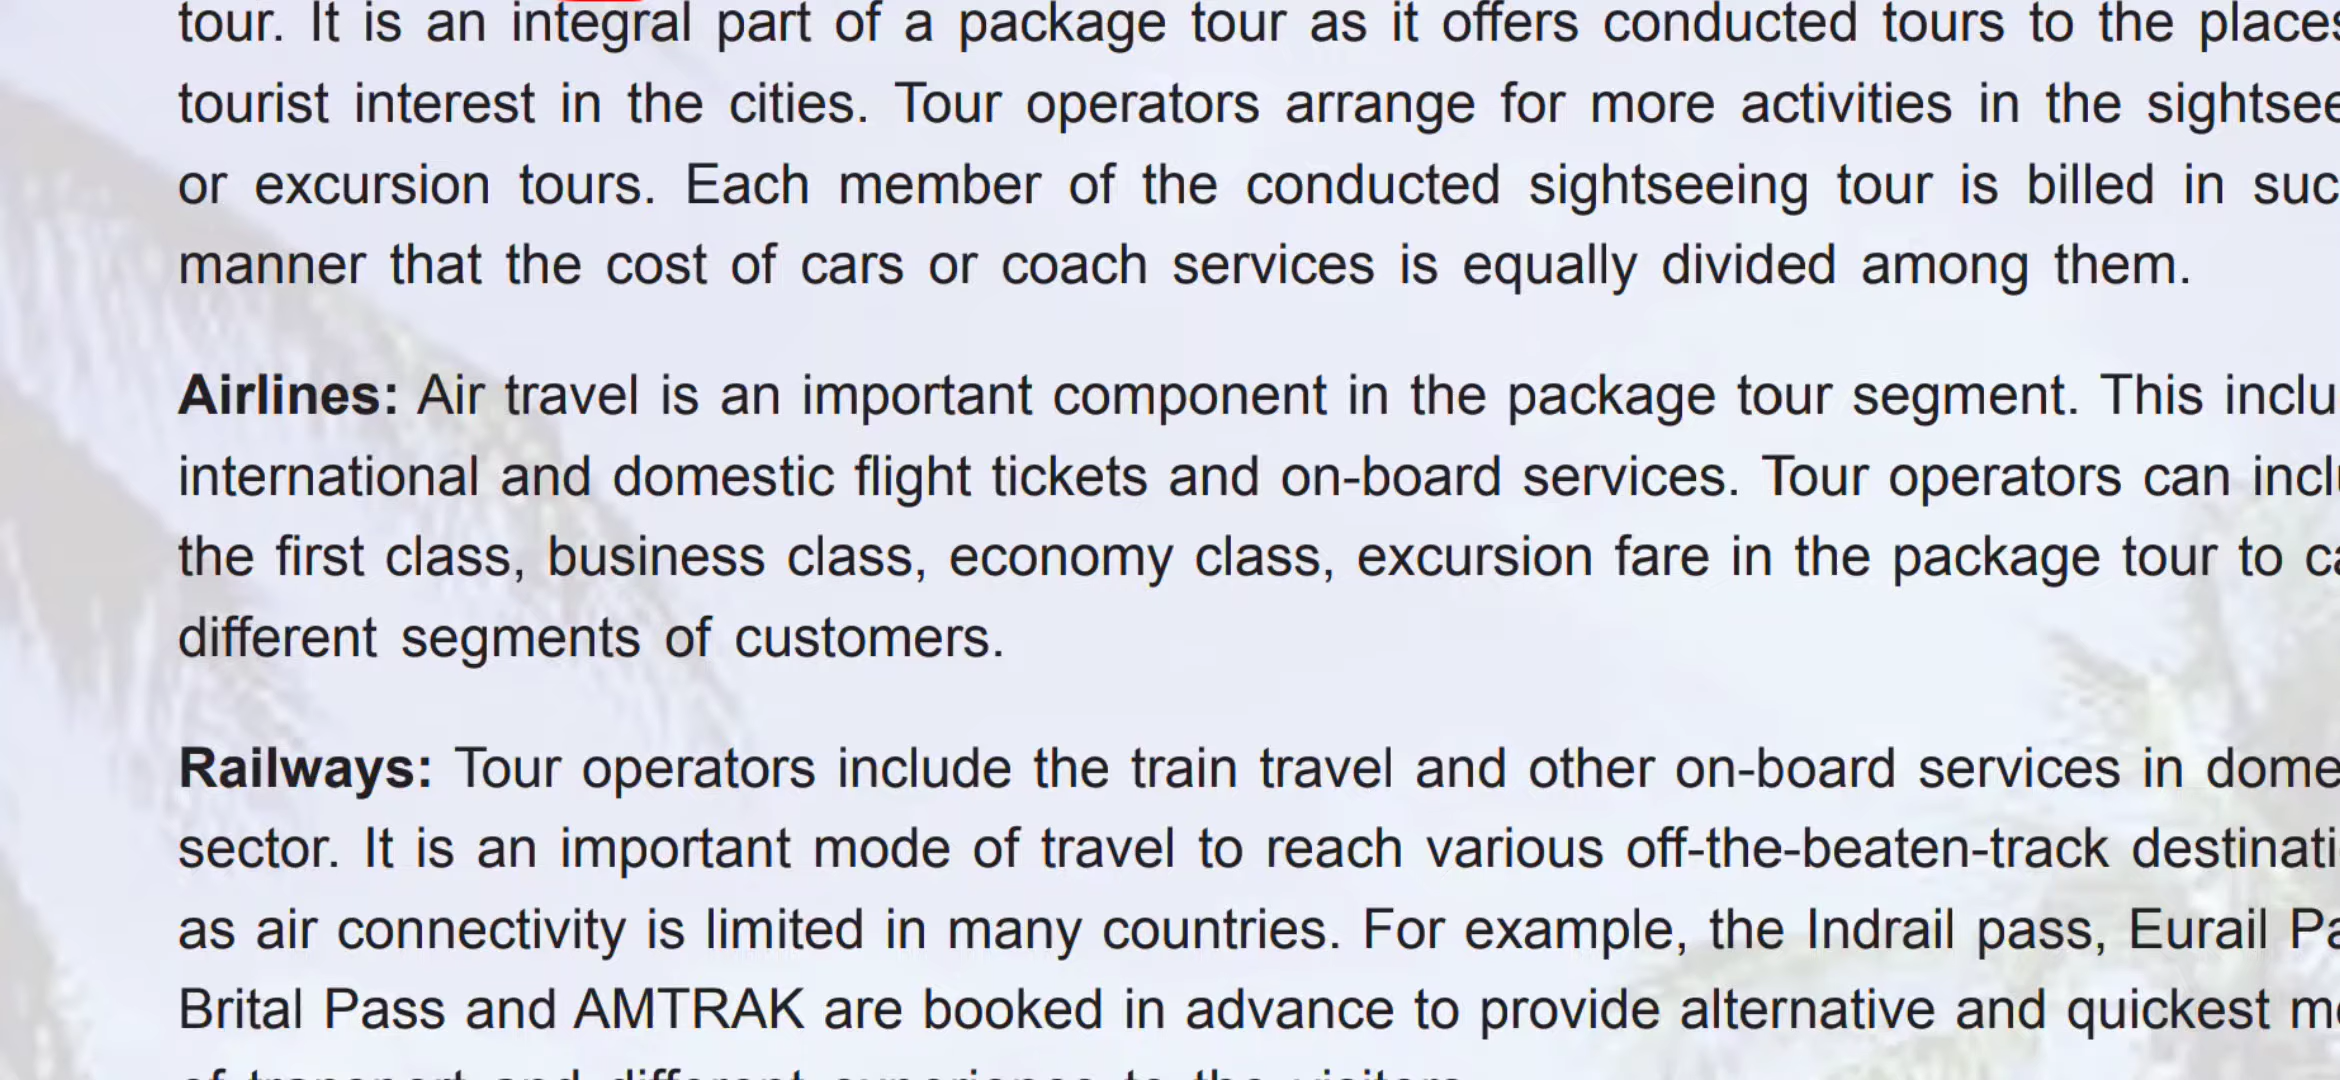 tour. It is an integral part of a package tour as it offers conducted tours to the places
tourist interest in the cities. Tour operators arrange for more activities in the
or excursion tours. Each member of the conducted sightseeing tour is billed in
manner that the cost of cars or coach services is equally divided among them.
Airlines: Air travel is an important component in the package tour segment. This
international and domestic flight tickets and on-board services. Tour operators can
the first class, business class, economy class, excursion fare in the package tour to
different segments of customers.
Railways: Tour operators include the train travel and other on-board services in
sector. It is an important mode of travel to reach various off-the-beaten-track
as air connectivity is limited in many countries. For example, the Indrail pass, Eurail
Brital Pass and AMTRAK are booked in advance to provide alternative and quickest
of transport and different experience to the visitors.